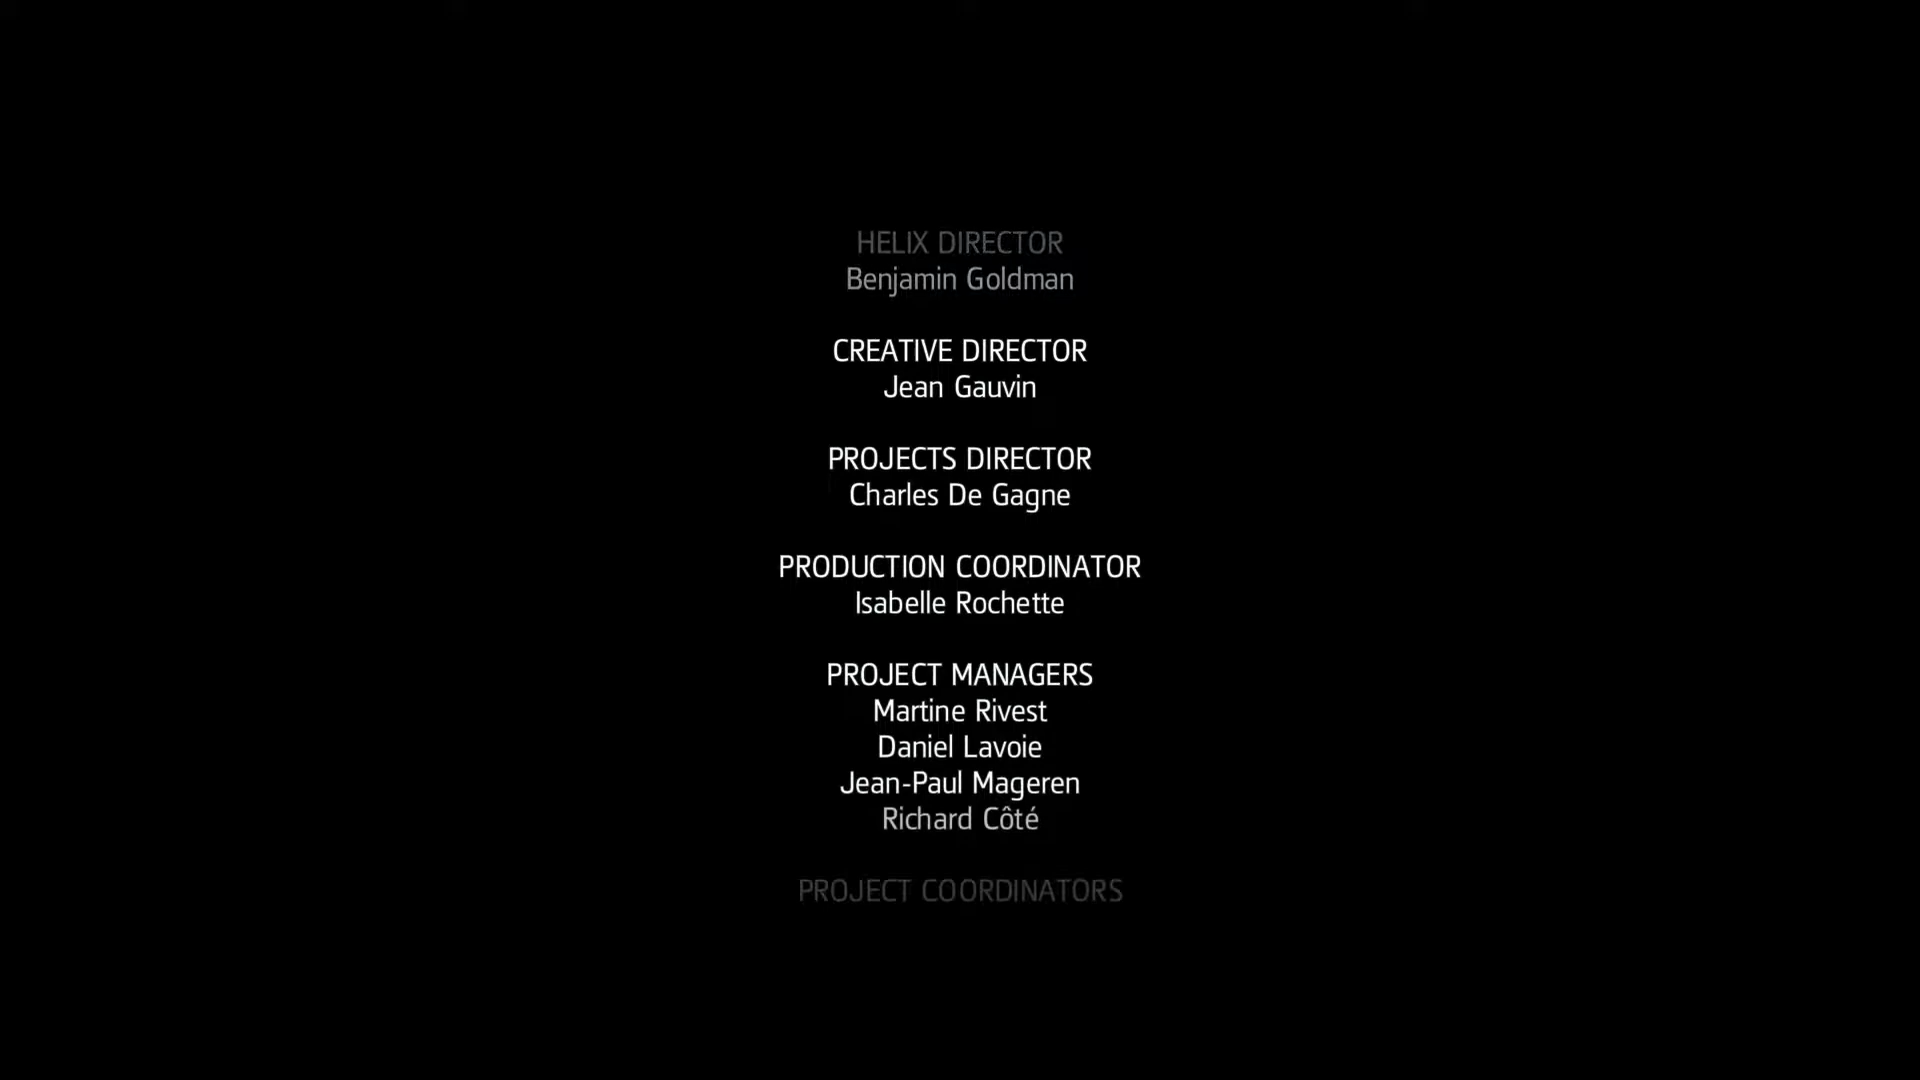 HELIX DIRECTOR
Benjamin Goldman
CREATIVE DIRECTOR
Jean Gauvin
PROJECTS DIRECTOR
Charles De Gagne
PRODUCTION COORDINATOR
Isabelle Rochette
PROJECT MANAGERS
Martine Rivest
Daniel Lavoie
Jean-Paul Mageren
Richard Côté
PROJECT COORDINATORS